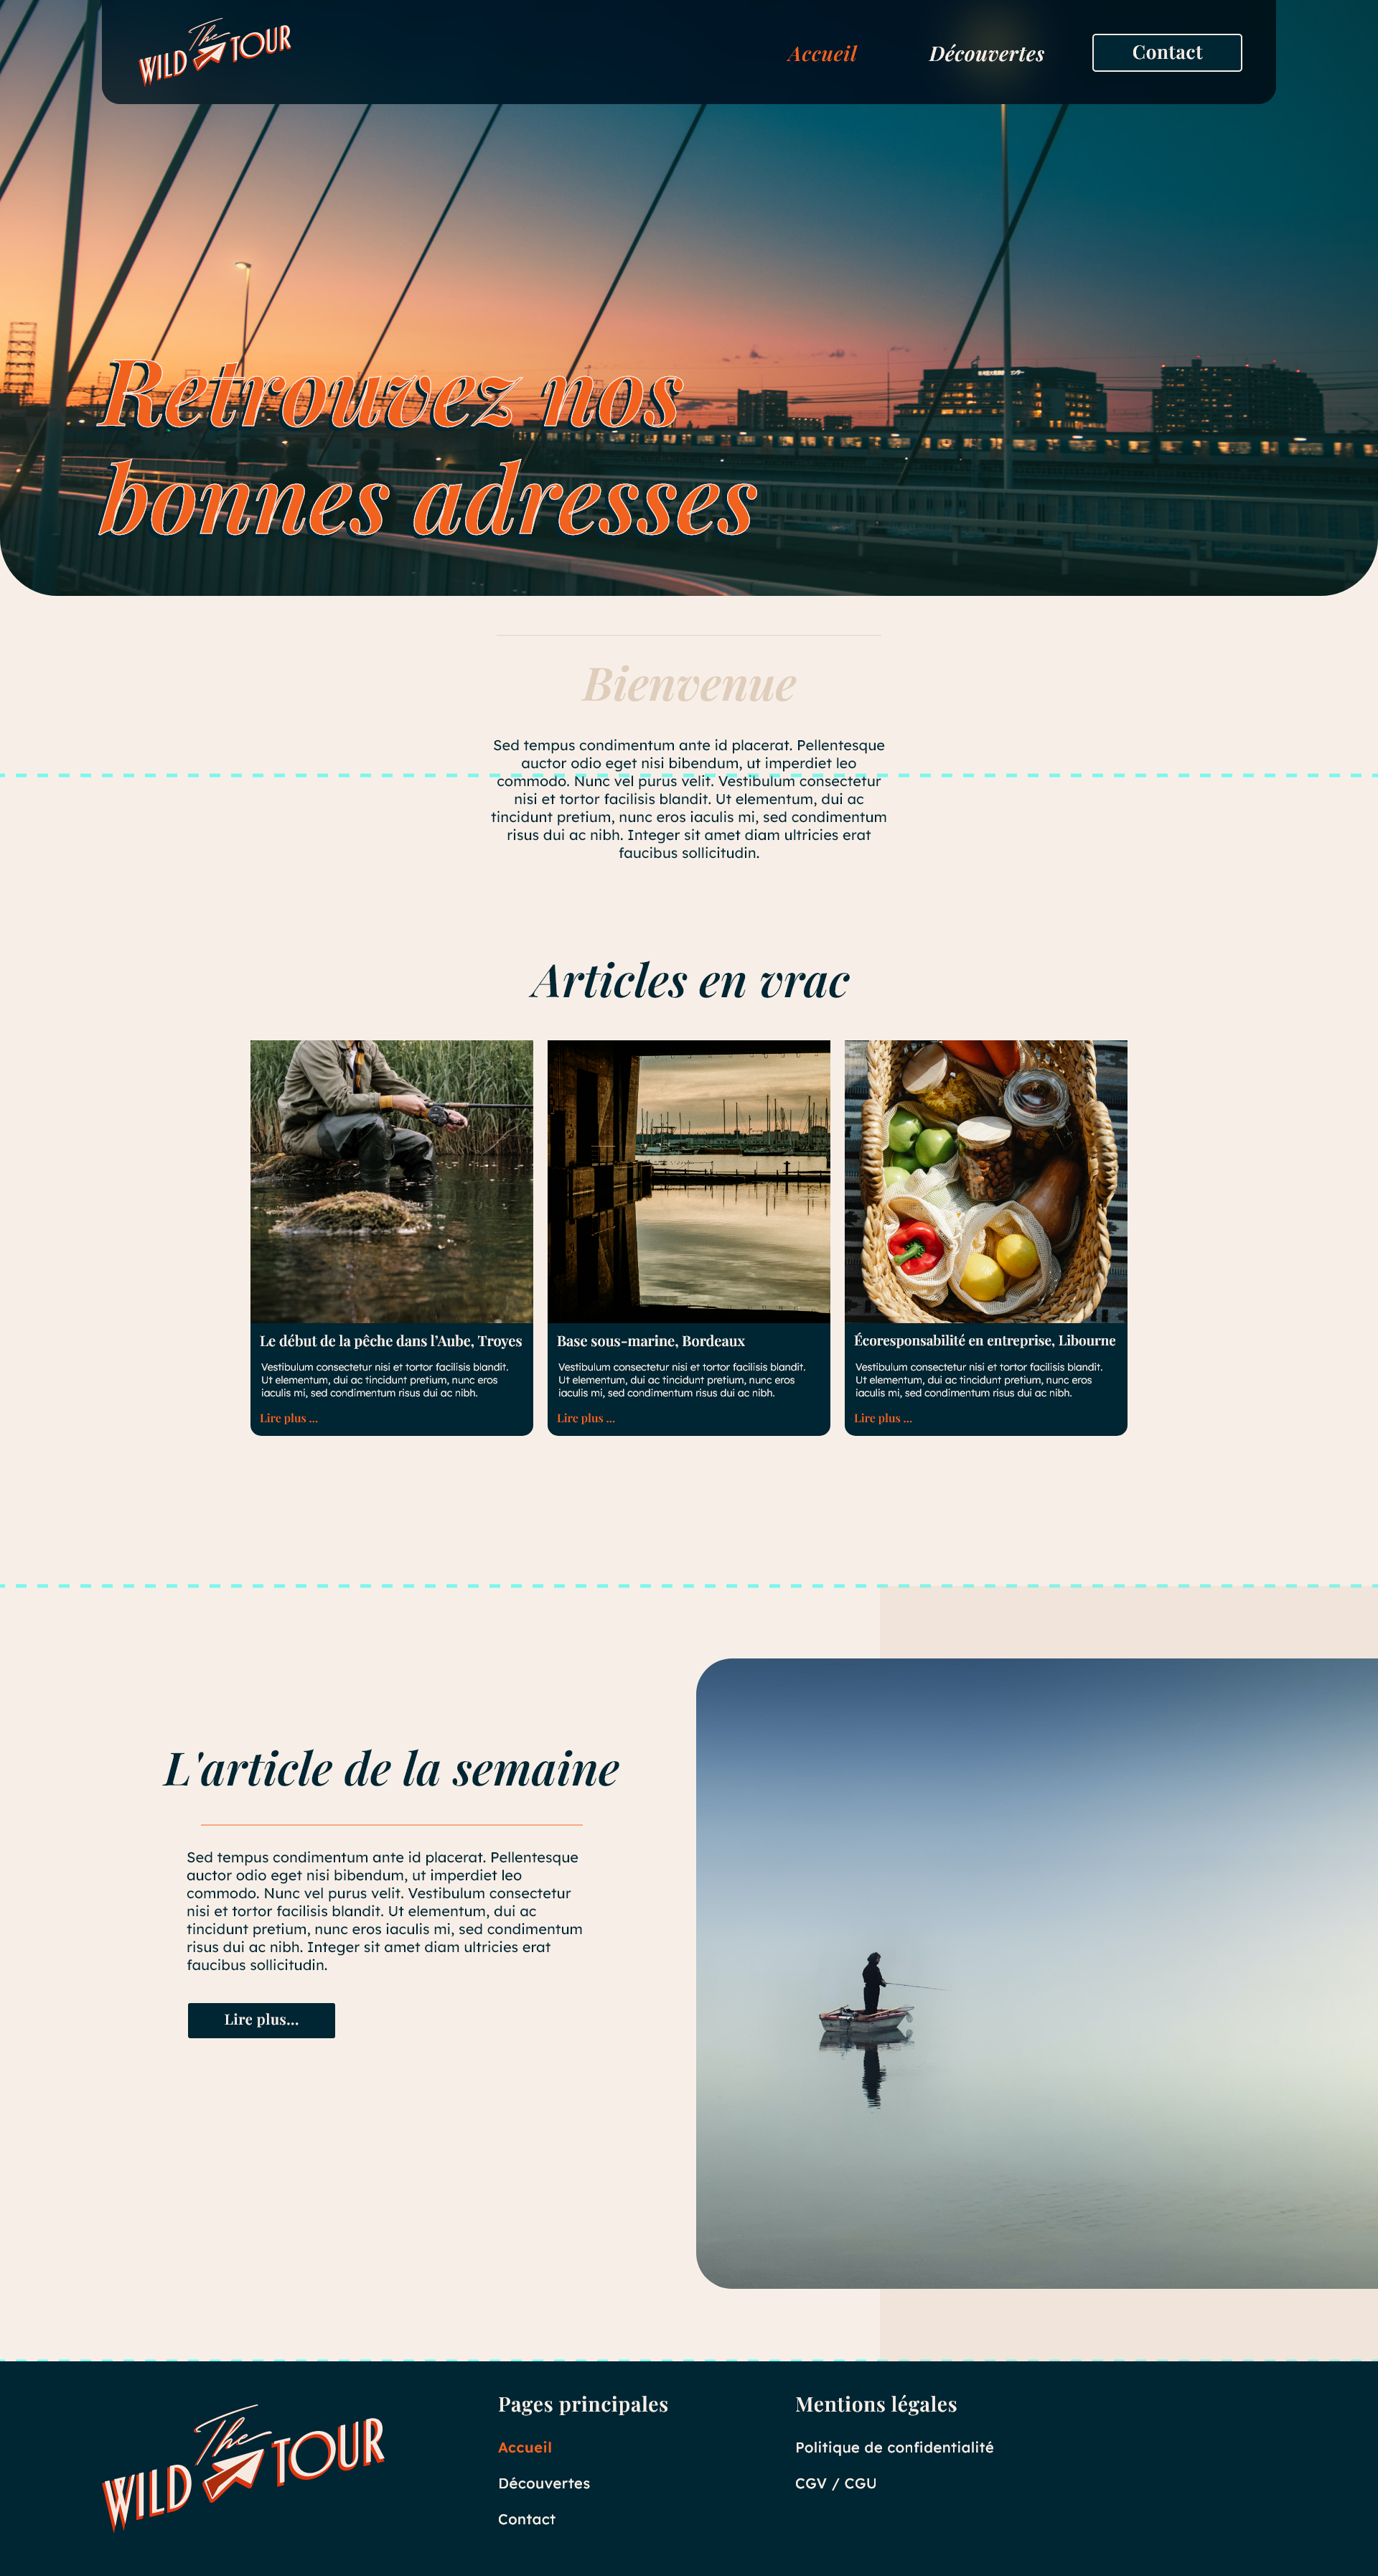 The
WILD TOUR
Accueil
Découvertes
Contact
Retrouvez nos
bonnes adresses
Bienvenue
Sed tempus condimentum ante id placerat. Pellentesque
auctor odio eget nisi bibendum, ut imperdiet leo
commodo. Nunc vel purus velit. Vestibulum consectetur
nisi et tortor facilisis blandit. Ut elementum, dui ac
tincidunt pretium, nunc eros iaculis mi, sed condimentum
risus dui ac nibh. Integer sit amet diam ultricies erat
faucibus sollicitudin.
Articles en vrac
Le début de la pêche dans l'Aube, Troyes
Vestibulum consectetur nisi et tortor facilisis blandit.
Ut elementum, dui ac tincidunt pretium, nunc eros
iaculis mi, sed condimentum risus dui ac nibh.
Lire plus ...
Base sous-marine, Bordeaux
Vestibulum consectetur nisi et tortor facilisis blandit.
Ut elementum, dui ac tincidunt pretium, nunc eros
iaculis mi, sed condimentum risus dui ac nibh.
Lire plus ...
Écoresponsabilité en entreprise, Libourne
Vestibulum consectetur nisi et tortor facilisis blandit.
Ut elementum, dui ac tincidunt pretium, nunc eros
iaculis mi, sed condimentum risus dui ac nibh.
Lire plus ...
L'article de la semaine
Sed tempus condimentum ante id placerat. Pellentesque
auctor odio eget nisi bibendum, ut imperdiet leo
commodo. Nunc vel purus velit. Vestibulum consectetur
nisi et tortor facilisis blandit. Ut elementum, dui ac
tincidunt pretium, nunc eros iaculis mi, sed condimentum
risus dui ac nibh. Integer sit amet diam ultricies erat
faucibus sollicitudin.
Lire plus...
The
WILD TOUR
Pages principales
Accueil
Découvertes
Contact
Mentions légales
Politique de confidentialité
CGV / CGU